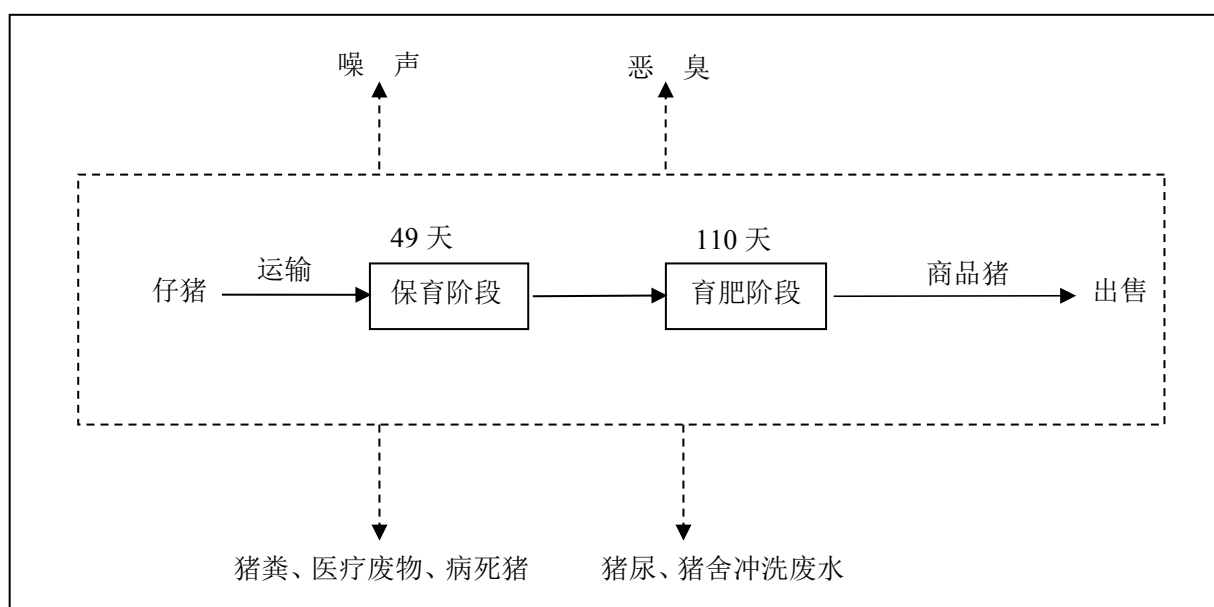 噪 声
恶 臭
49 天
110 天
仔猪
运输
保育阶段
育肥阶段
商品猪
出售
猪粪、医疗废物、病死猪
猪尿、猪舍冲洗废水